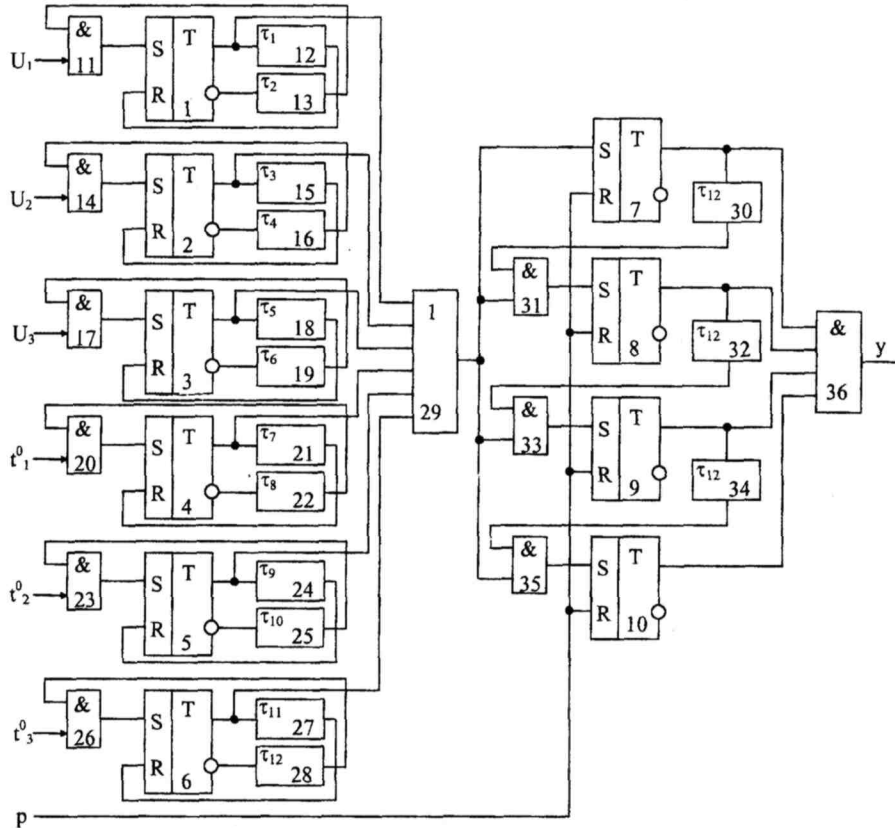 &
U₁
11
S T
R
1
τ₁
12
τ₂
13
&
U₂
14
S T
R
2
τ₃
15
τ₄
16
&
U₃
17
S T
R
3
τ₅
18
τ₆
19
&
t⁰₁
20
S T
R
4
τ₇
21
τ₈
22
&
t⁰₂
23
S T
R
5
τ₉
24
τ₁₀
25
&
t⁰₃
26
S T
R
6
τ₁₁
27
τ₁₂
28
p
1
29
S T
R
7
τ₁₂
30
&
31
S T
R
8
τ₁₂
32
&
33
S T
R
9
τ₁₂
34
&
35
S T
R
10
&
36
y